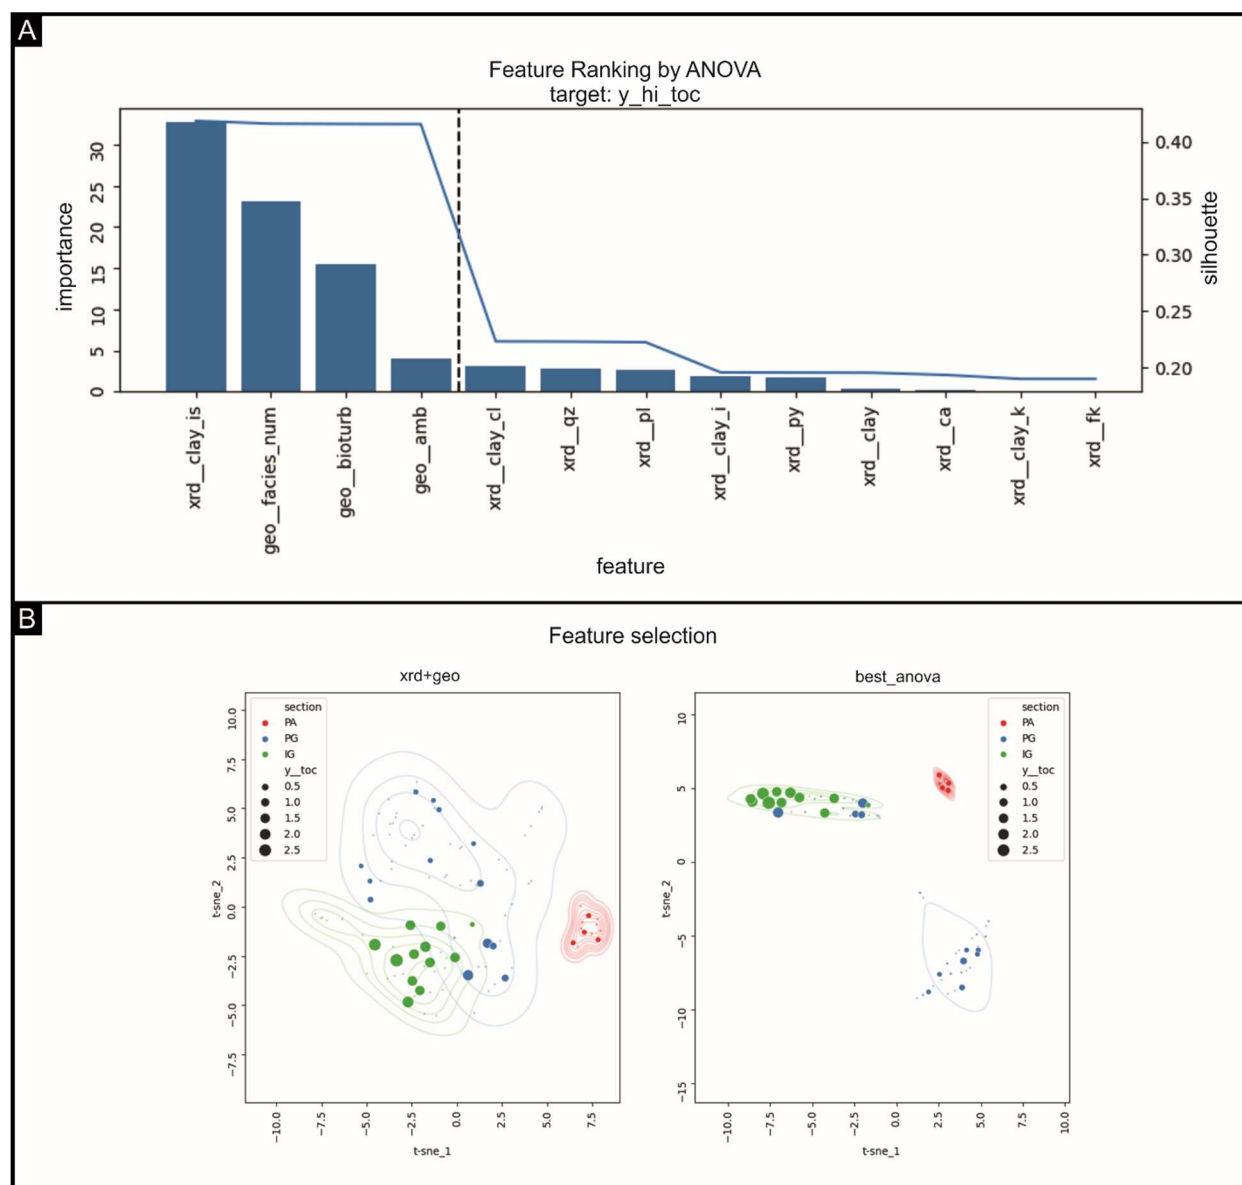 A
Feature Ranking by ANOVA
target: y_hi_toc
importance
30
25
20
15
10
5
0
0.40
0.35
0.30
0.25
0.20
silhouette
xrd__clay_is
geo__facies_num
geo__bioturb
geo__amb
xrd__clay_cl
xrd__qz
xrd__pl
xrd__clay_i
xrd__py
xrd__clay
xrd__ca
xrd__clay_k
xrd__fk
feature
B
Feature selection
xrd+geo
section
PA
PG
IG
y__toc
0.5
1.0
1.5
2.0
2.5
t-sne_2
10.0
7.5
5.0
2.5
0.0
−2.5
−5.0
−7.5
−10.0
−7.5
−5.0
−2.5
0.0
2.5
5.0
7.5
t-sne_1
best_anova
section
PA
PG
IG
y__toc
0.5
1.0
1.5
2.0
2.5
t-sne_2
10
5
0
−5
−10
−15
−10.0
−7.5
−5.0
−2.5
0.0
2.5
5.0
7.5
10.0
t-sne_1